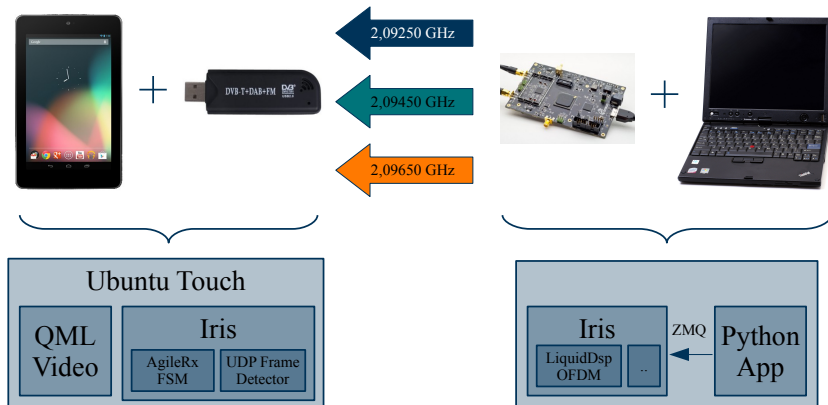 2,09250 GHz
DVB-T+DAB+FM
DVB
2,09450 GHz
2,09650 GHz
Ubuntu Touch
QML
Video
Iris
AgileRx
FSM
UDP Frame
Detector
Iris
LiquidDsp
OFDM
..
ZMQ
Python
App